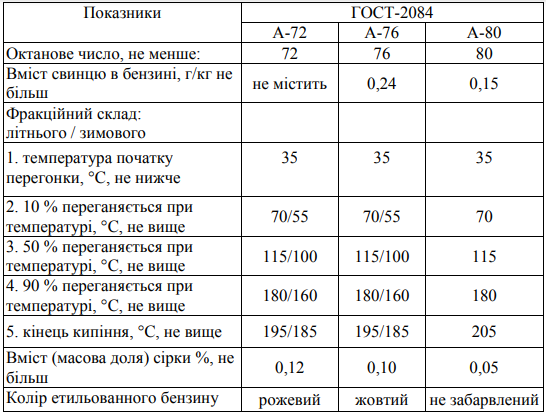 Показники ГОСТ-2084
А-72 А-76 А-80
Октанове число, не менше: 72 76 80
Вміст свинцю в бензині, г/кг не
більш не містить 0,24 0,15
Фракційний склад:
літнього / зимового
1. температура початку
перегонки, °С, не нижче 35 35 35
2. 10 % переганяється при
температурі, °С, не вище 70/55 70/55 70
3. 50 % переганяється при
температурі, °С, не вище 115/100 115/100 115
4. 90 % переганяється при
температурі, °С, не вище 180/160 180/160 180
5. кінець кипіння, °С, не вище 195/185 195/185 205
Вміст (масова доля) сірки %, не
більш 0,12 0,10 0,05
Колір етильованного бензину рожевий жовтий не забарвлений